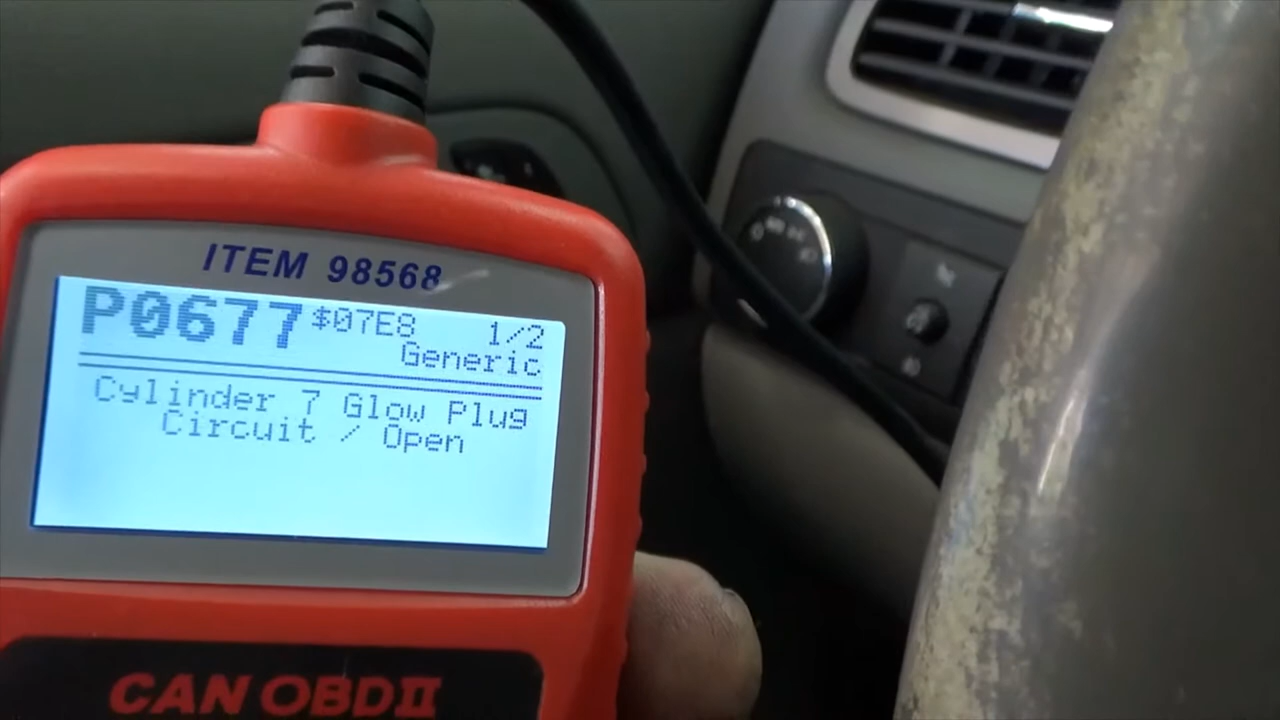 ITEM 98568
P0677 $07E8 1/2
Generic
Cylinder 7 Glow Plug
Circuit / Open
CAN OBDII